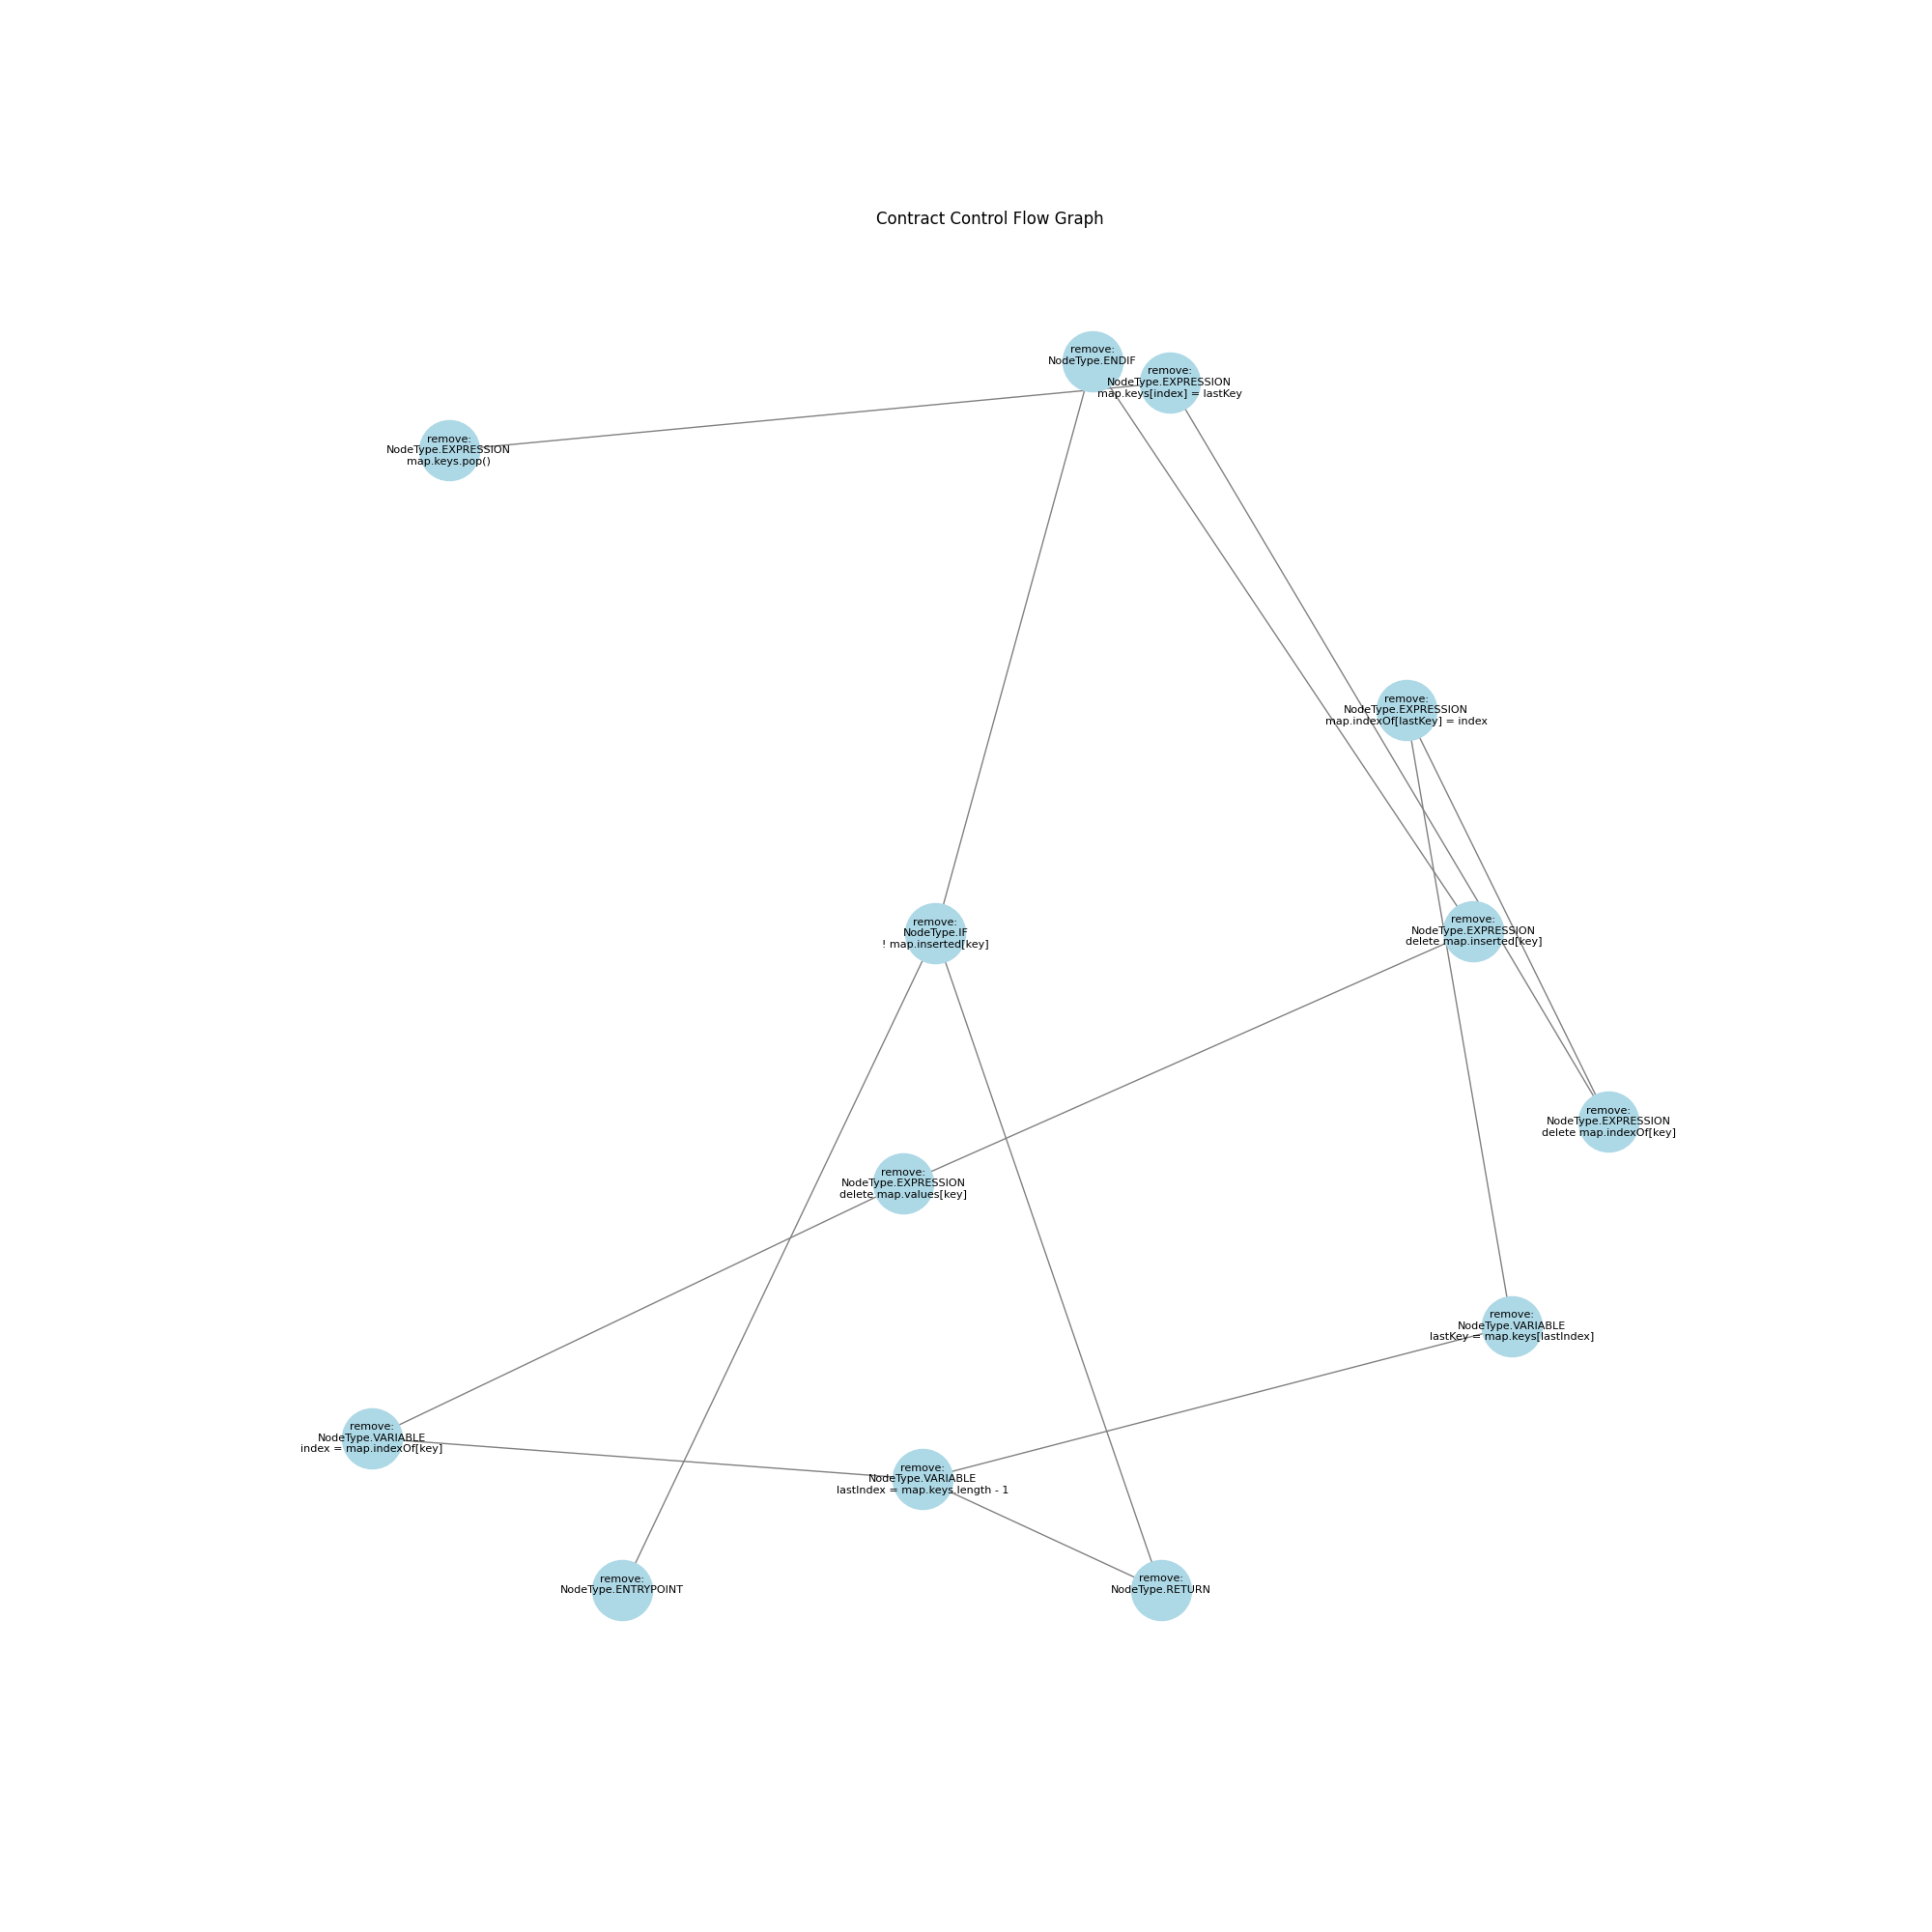 Contract Control Flow Graph
remove:
NodeType.ENDIF
remove:
NodeType.EXPRESSION
map.keys[index] = lastKey
remove:
NodeType.EXPRESSION
map.keys.pop()
remove:
NodeType.EXPRESSION
map.indexOf[lastKey] = index
remove:
NodeType.IF
! map.inserted[key]
remove:
NodeType.EXPRESSION
delete map.inserted[key]
remove:
NodeType.EXPRESSION
delete map.indexOf[key]
remove:
NodeType.EXPRESSION
delete map.values[key]
remove:
NodeType.VARIABLE
lastKey = map.keys[lastIndex]
remove:
NodeType.VARIABLE
index = map.indexOf[key]
remove:
NodeType.VARIABLE
lastIndex = map.keys.length - 1
remove:
NodeType.ENTRYPOINT
remove:
NodeType.RETURN